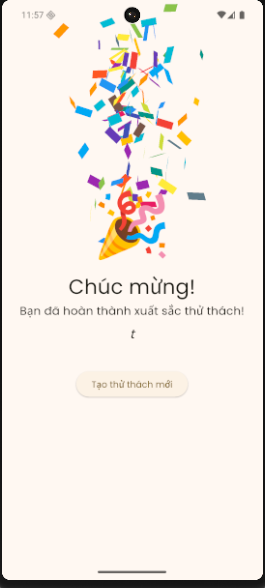 11:57
Chúc mừng!
Bạn đã hoàn thành xuất sắc thử thách!
t
Tạo thử thách mới